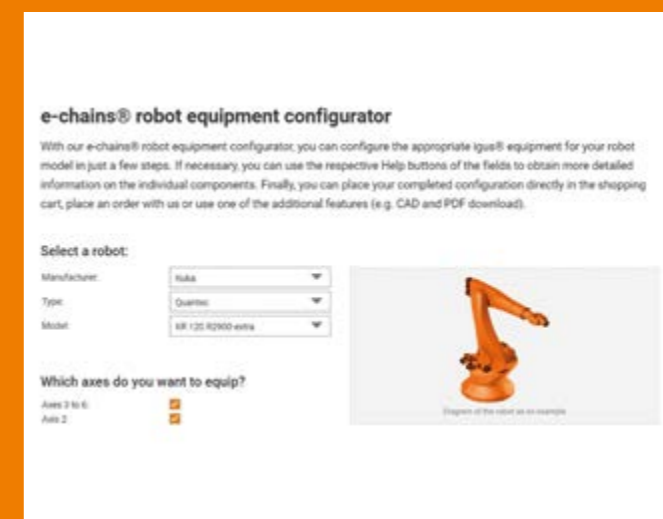 e-chains® robot equipment configurator
With our e-chains® robot equipment configurator, you can configure the appropriate igus® equipment for your robot
model in just a few steps. If necessary, you can use the respective Help buttons of the fields to obtain more detailed
information on the individual components. Finally, you can place your completed configuration directly in the shopping
cart, place an order with us or use one of the additional features (e.g. CAD and PDF download).
Select a robot:
Manufacturer: Kuka
Type: Quantec
Model: KR 120 R2900 extra
Which axes do you want to equip?
Axes 3 to 6:
Axis 2
Diagram of the robot as an example